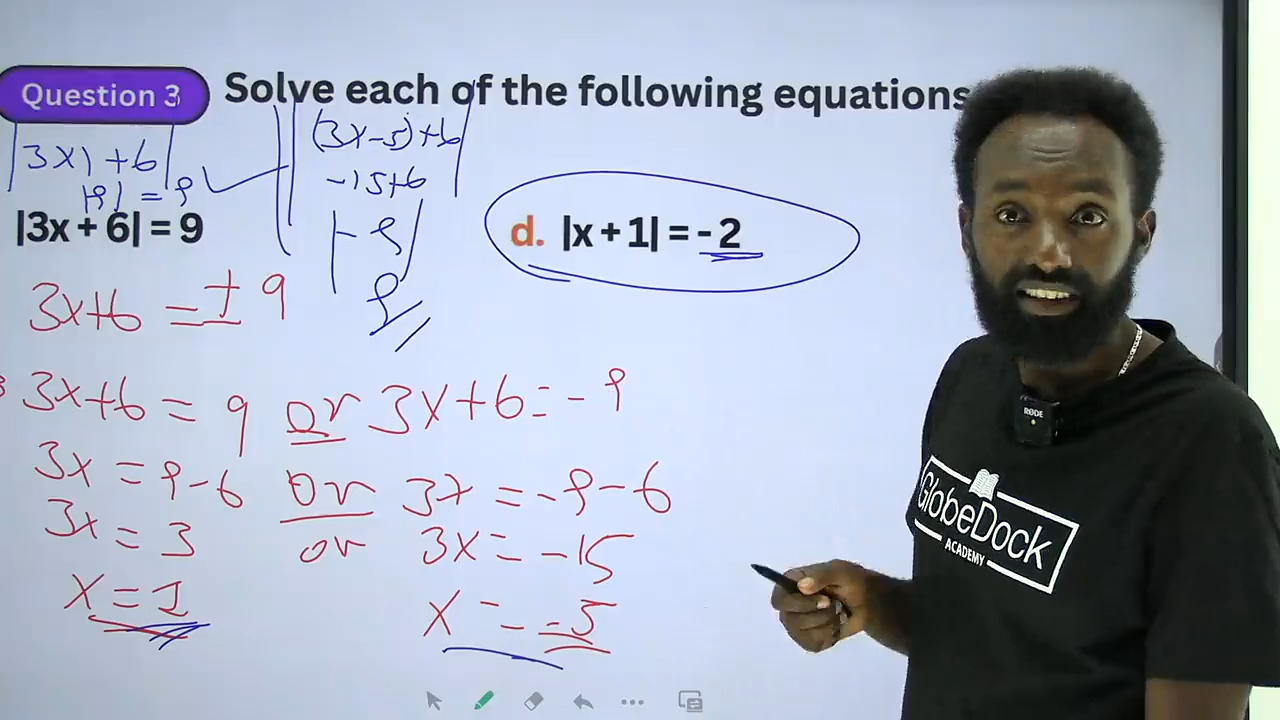 Question 3
Solve each of the following equations
|3x1+6|
|9| = 9
|(3x-5)+6|
-15+6
|-9|
9
|3x + 6| = 9
d. |x + 1| = - 2
3x+6 = ±9
3x+6 = 9 or 3x+6 = -9
3x = 9-6 or 3x = -9-6
3x = 3 or 3x = -15
x = 1 x = -5
RODE
GlobeDock
ACADEMY